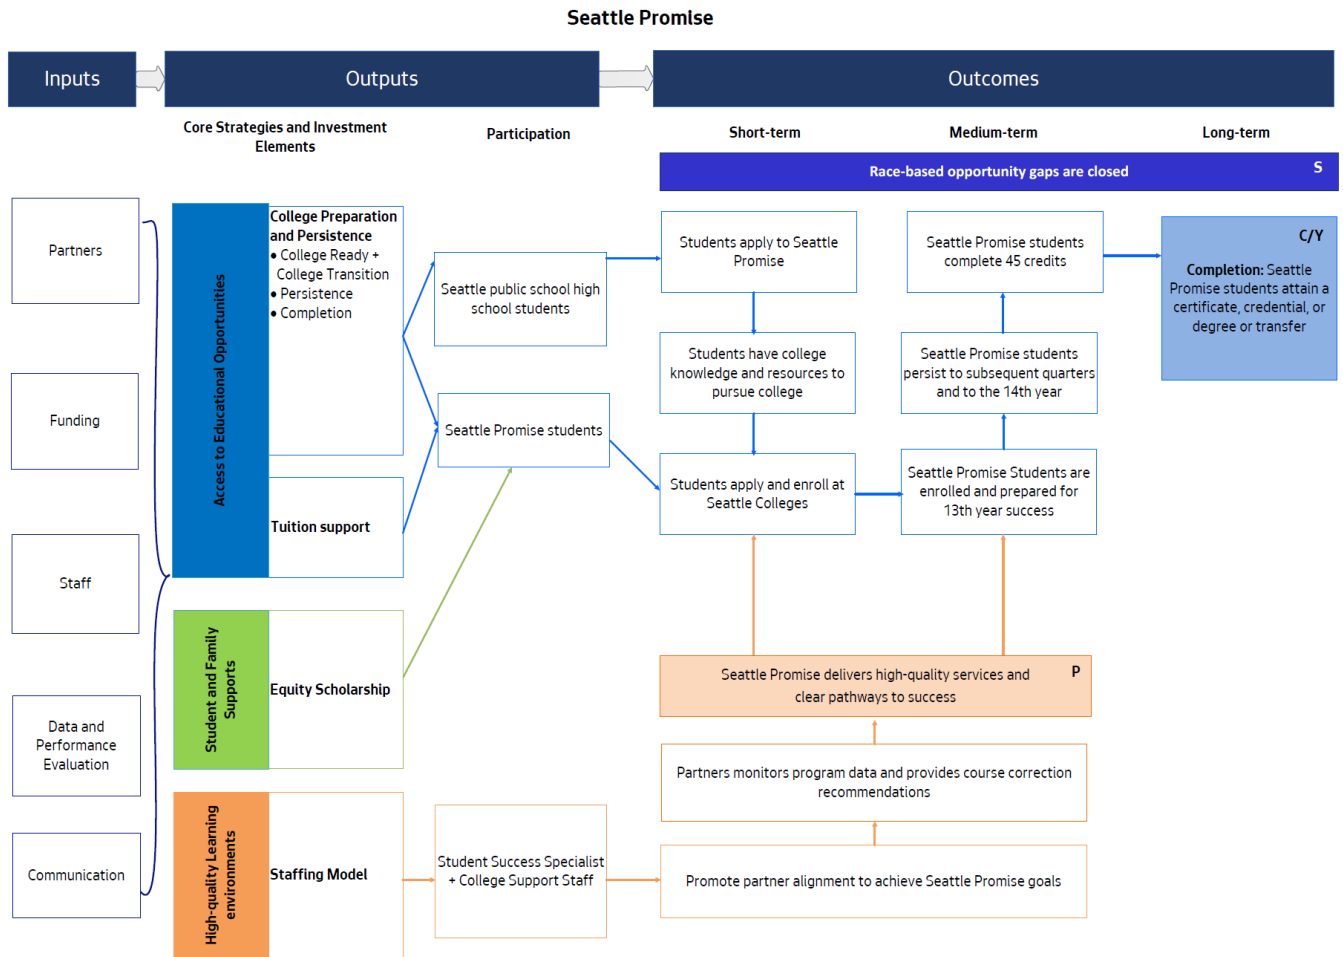 Seattle Promise
Inputs
Outputs
Outcomes
Core Strategies and Investment
Elements
Participation
Short-term
Medium-term
Long-term
Race-based opportunity gaps are closed
S
Partners
Funding
Staff
Data and
Performance
Evaluation
Communication
Access to Educational Opportunities
College Preparation
and Persistence
● College Ready +
College Transition
● Persistence
● Completion
Tuition support
Student and Family
Supports
Equity Scholarship
High-quality Learning
environments
Staffing Model
Seattle public school high
school students
Seattle Promise students
Student Success Specialist
+ College Support Staff
Students apply to Seattle
Promise
Students have college
knowledge and resources to
pursue college
Students apply and enroll at
Seattle Colleges
Seattle Promise students
complete 45 credits
Seattle Promise students
persist to subsequent quarters
and to the 14th year
Seattle Promise Students are
enrolled and prepared for
13th year success
C/Y
Completion: Seattle
Promise students attain a
certificate, credential, or
degree or transfer
Seattle Promise delivers high-quality services and
clear pathways to success
P
Partners monitors program data and provides course correction
recommendations
Promote partner alignment to achieve Seattle Promise goals